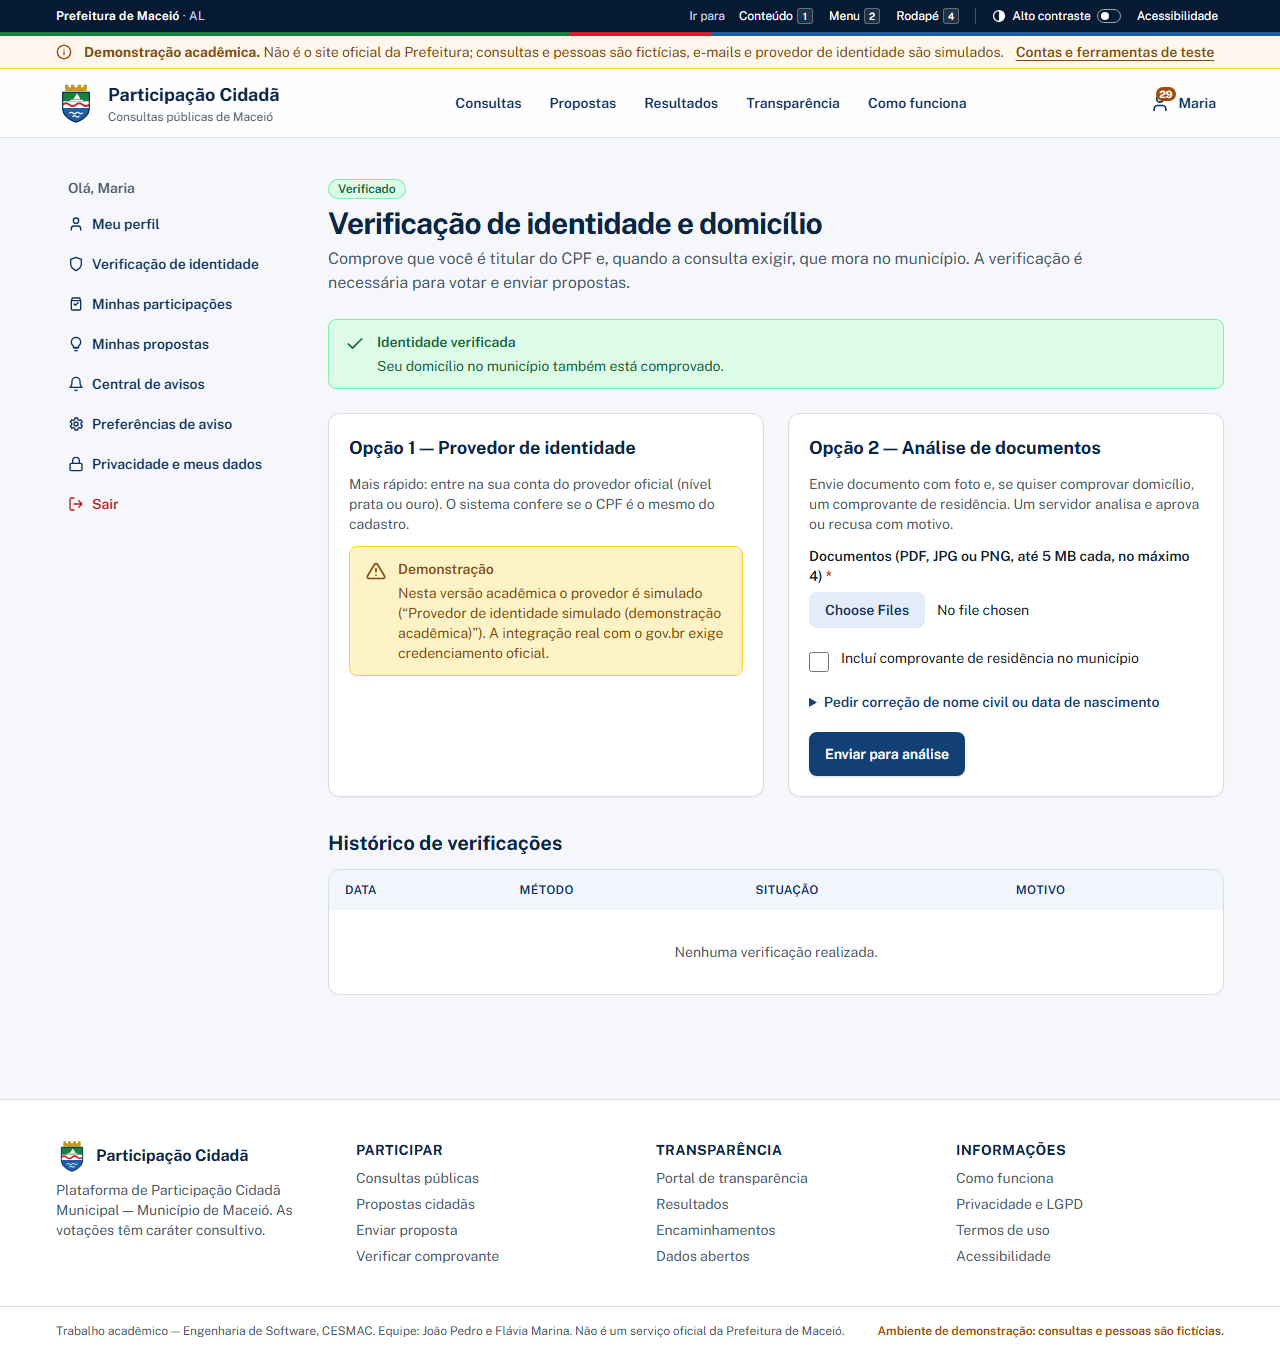 Prefeitura de Maceió · AL
Ir para Conteúdo 1 Menu 2 Rodapé 4 Alto contraste Acessibilidade
Demonstração acadêmica. Não é o site oficial da Prefeitura; consultas e pessoas são fictícias, e-mails e provedor de identidade são simulados. Contas e ferramentas de teste
Participação Cidadã
Consultas públicas de Maceió
Consultas Propostas Resultados Transparência Como funciona
29 Maria
Olá, Maria
Meu perfil
Verificação de identidade
Minhas participações
Minhas propostas
Central de avisos
Preferências de aviso
Privacidade e meus dados
Sair
Verificado
Verificação de identidade e domicílio
Comprove que você é titular do CPF e, quando a consulta exigir, que mora no município. A verificação é
necessária para votar e enviar propostas.
Identidade verificada
Seu domicílio no município também está comprovado.
Opção 1 — Provedor de identidade
Mais rápido: entre na sua conta do provedor oficial (nível
prata ou ouro). O sistema confere se o CPF é o mesmo do
cadastro.
Demonstração
Nesta versão acadêmica o provedor é simulado
(“Provedor de identidade simulado (demonstração
acadêmica)”). A integração real com o gov.br exige
credenciamento oficial.
Opção 2 — Análise de documentos
Envie documento com foto e, se quiser comprovar domicílio,
um comprovante de residência. Um servidor analisa e aprova
ou recusa com motivo.
Documentos (PDF, JPG ou PNG, até 5 MB cada, no máximo
4) *
Choose Files No file chosen
Incluí comprovante de residência no município
Pedir correção de nome civil ou data de nascimento
Enviar para análise
Histórico de verificações
DATA MÉTODO SITUAÇÃO MOTIVO
Nenhuma verificação realizada.
Participação Cidadã
Plataforma de Participação Cidadã
Municipal — Município de Maceió. As
votações têm caráter consultivo.
PARTICIPAR
Consultas públicas
Propostas cidadãs
Enviar proposta
Verificar comprovante
TRANSPARÊNCIA
Portal de transparência
Resultados
Encaminhamentos
Dados abertos
INFORMAÇÕES
Como funciona
Privacidade e LGPD
Termos de uso
Acessibilidade
Trabalho acadêmico — Engenharia de Software, CESMAC. Equipe: João Pedro e Flávia Marina. Não é um serviço oficial da Prefeitura de Maceió. Ambiente de demonstração: consultas e pessoas são fictícias.